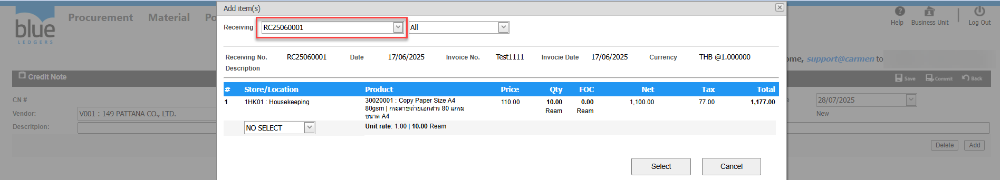 Add item(s)
blue
LEDGERS
Procurement Material Po
Help Business Unit Log Out
Receiving RC25060001 All
Receiving No. RC25060001 Date 17/06/2025 Invoice No. Test1111 Invocie Date 17/06/2025 Currency THB @1.000000
Description
ome, support@carmen to
Credit Note Save Commit Back
# Store/Location Product Price Qty FOC Net Tax Total
1 1HK01 : Housekeeping 30020001 : Copy Paper Size A4 110.00 10.00 0.00 1,100.00 77.00 1,177.00
80gsm | กระดาษถ่ายเอกสาร 80 แกรม Ream Ream
ขนาด A4
CN # 28/07/2025
Vendor: V001 : 149 PATTANA CO., LTD. New
Descritpion:
NO SELECT Unit rate: 1.00 | 10.00 Ream
Delete Add
Select Cancel